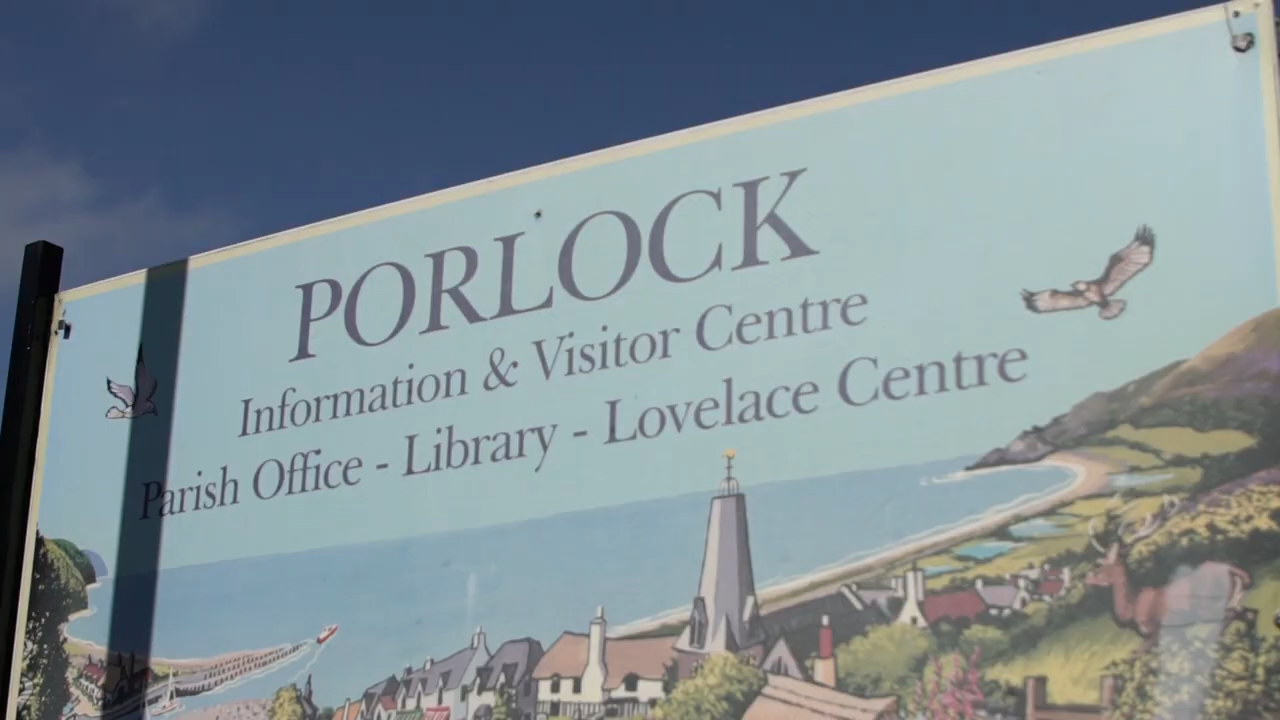 PORLOCK
Information & Visitor Centre
Parish Office - Library - Lovelace Centre